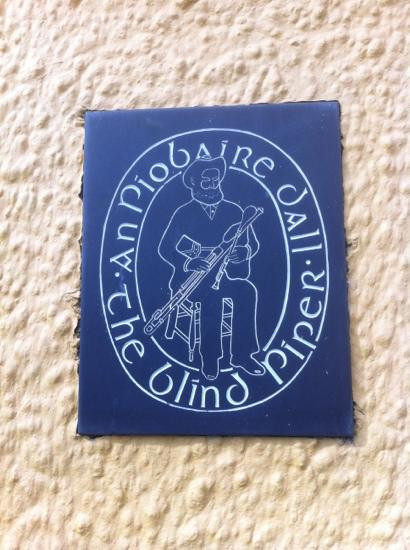 An Píobaire dall
The blind Piper